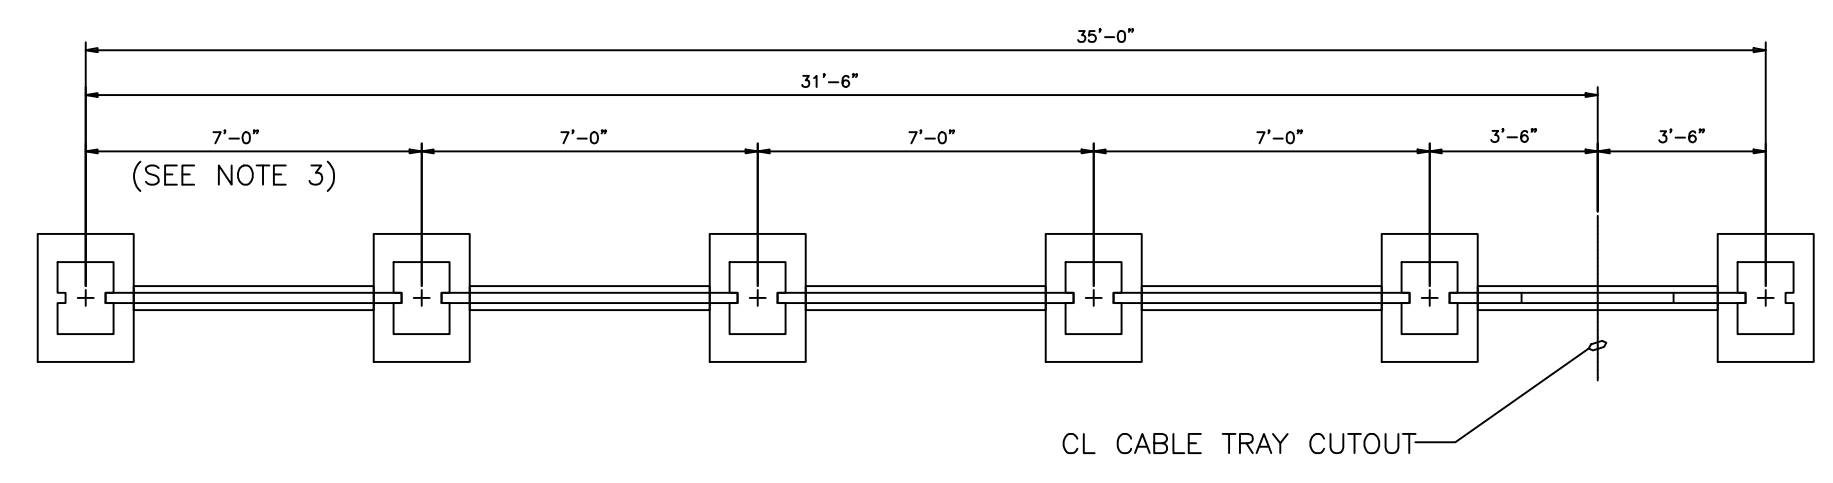 35'-0"
31'-6"
7'-0" 7'-0" 7'-0" 7'-0" 3'-6" 3'-6"
(SEE NOTE 3)
CL CABLE TRAY CUTOUT